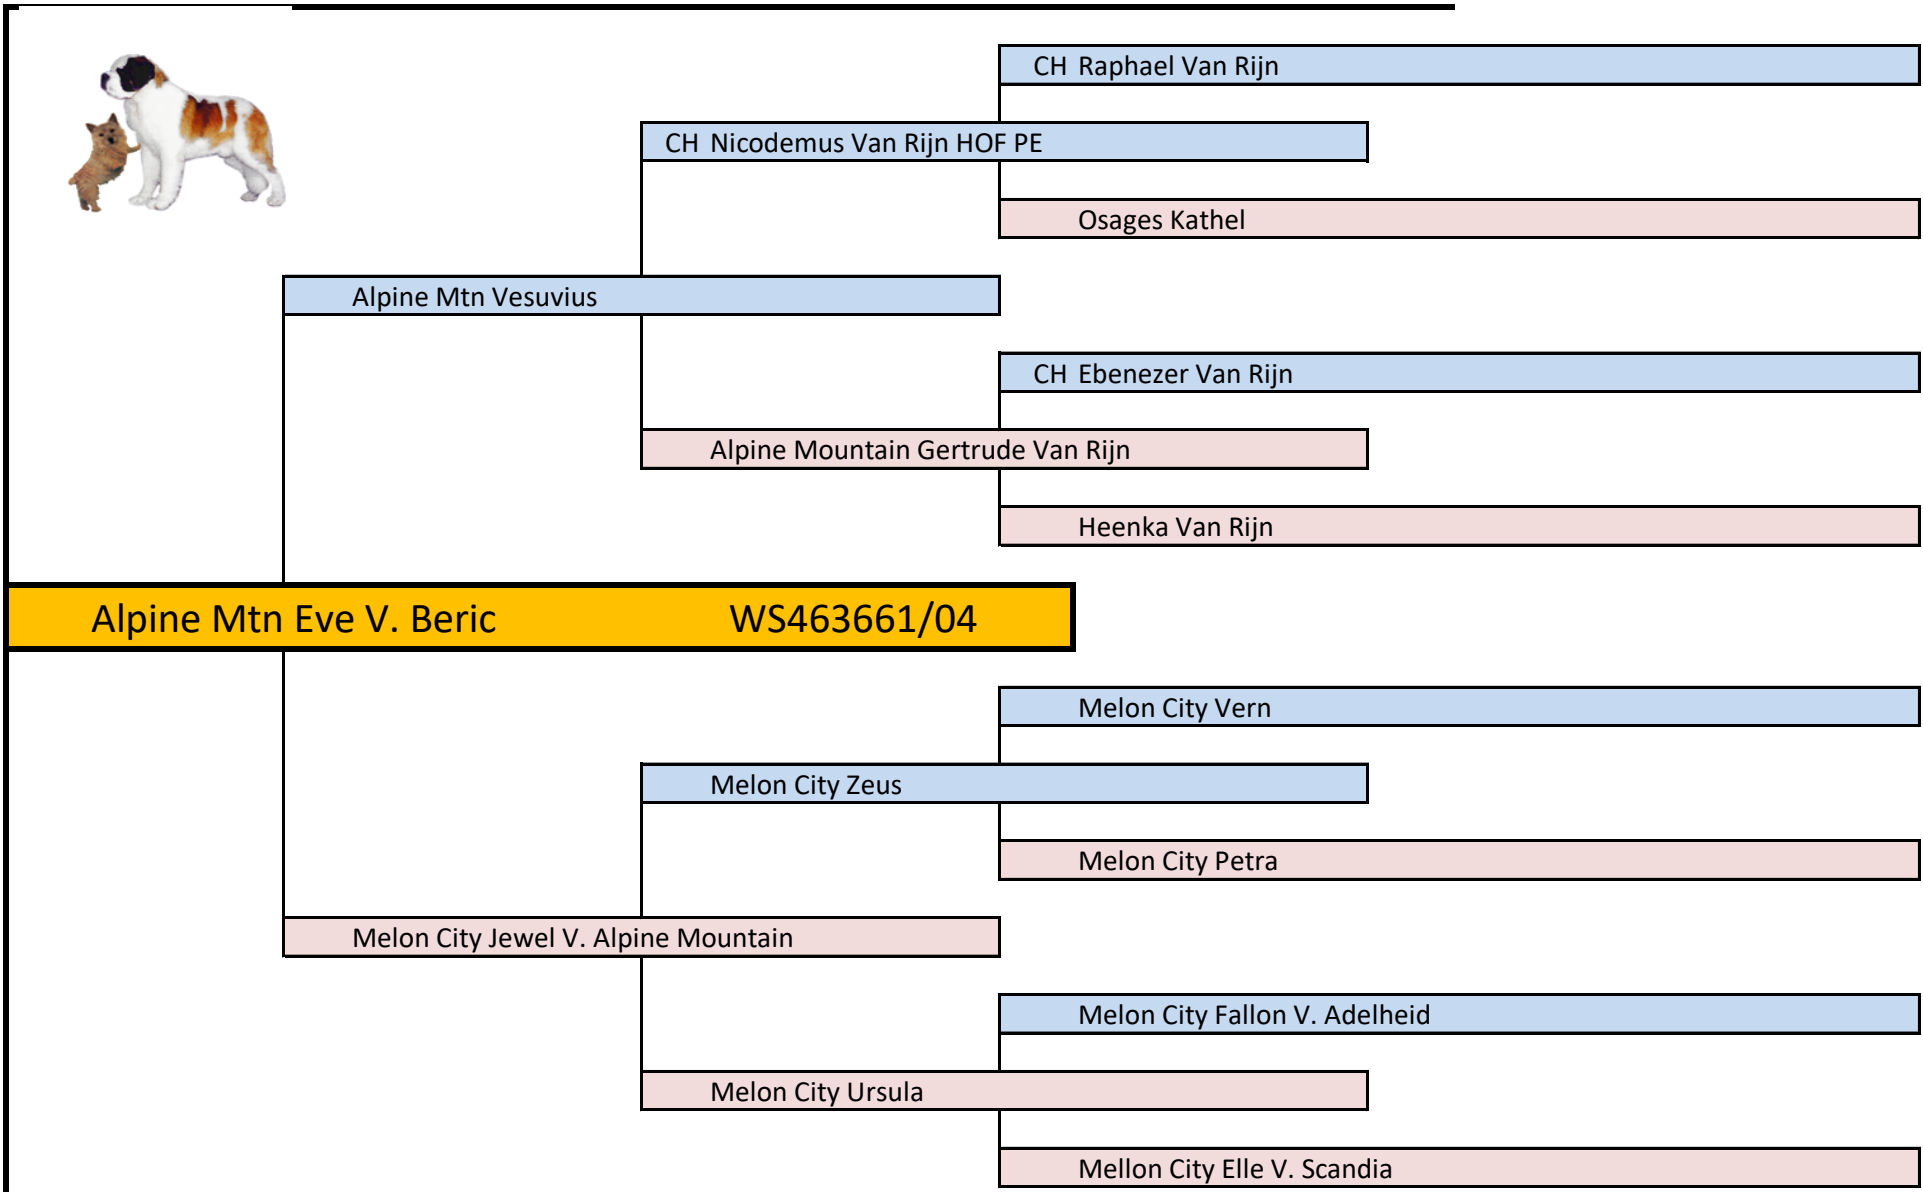 CH Raphael Van Rijn
CH Nicodemus Van Rijn HOF PE
Osages Kathel
Alpine Mtn Vesuvius
CH Ebenezer Van Rijn
Alpine Mountain Gertrude Van Rijn
Heenka Van Rijn
Alpine Mtn Eve V. Beric WS463661/04
Melon City Vern
Melon City Zeus
Melon City Petra
Melon City Jewel V. Alpine Mountain
Melon City Fallon V. Adelheid
Melon City Ursula
Mellon City Elle V. Scandia